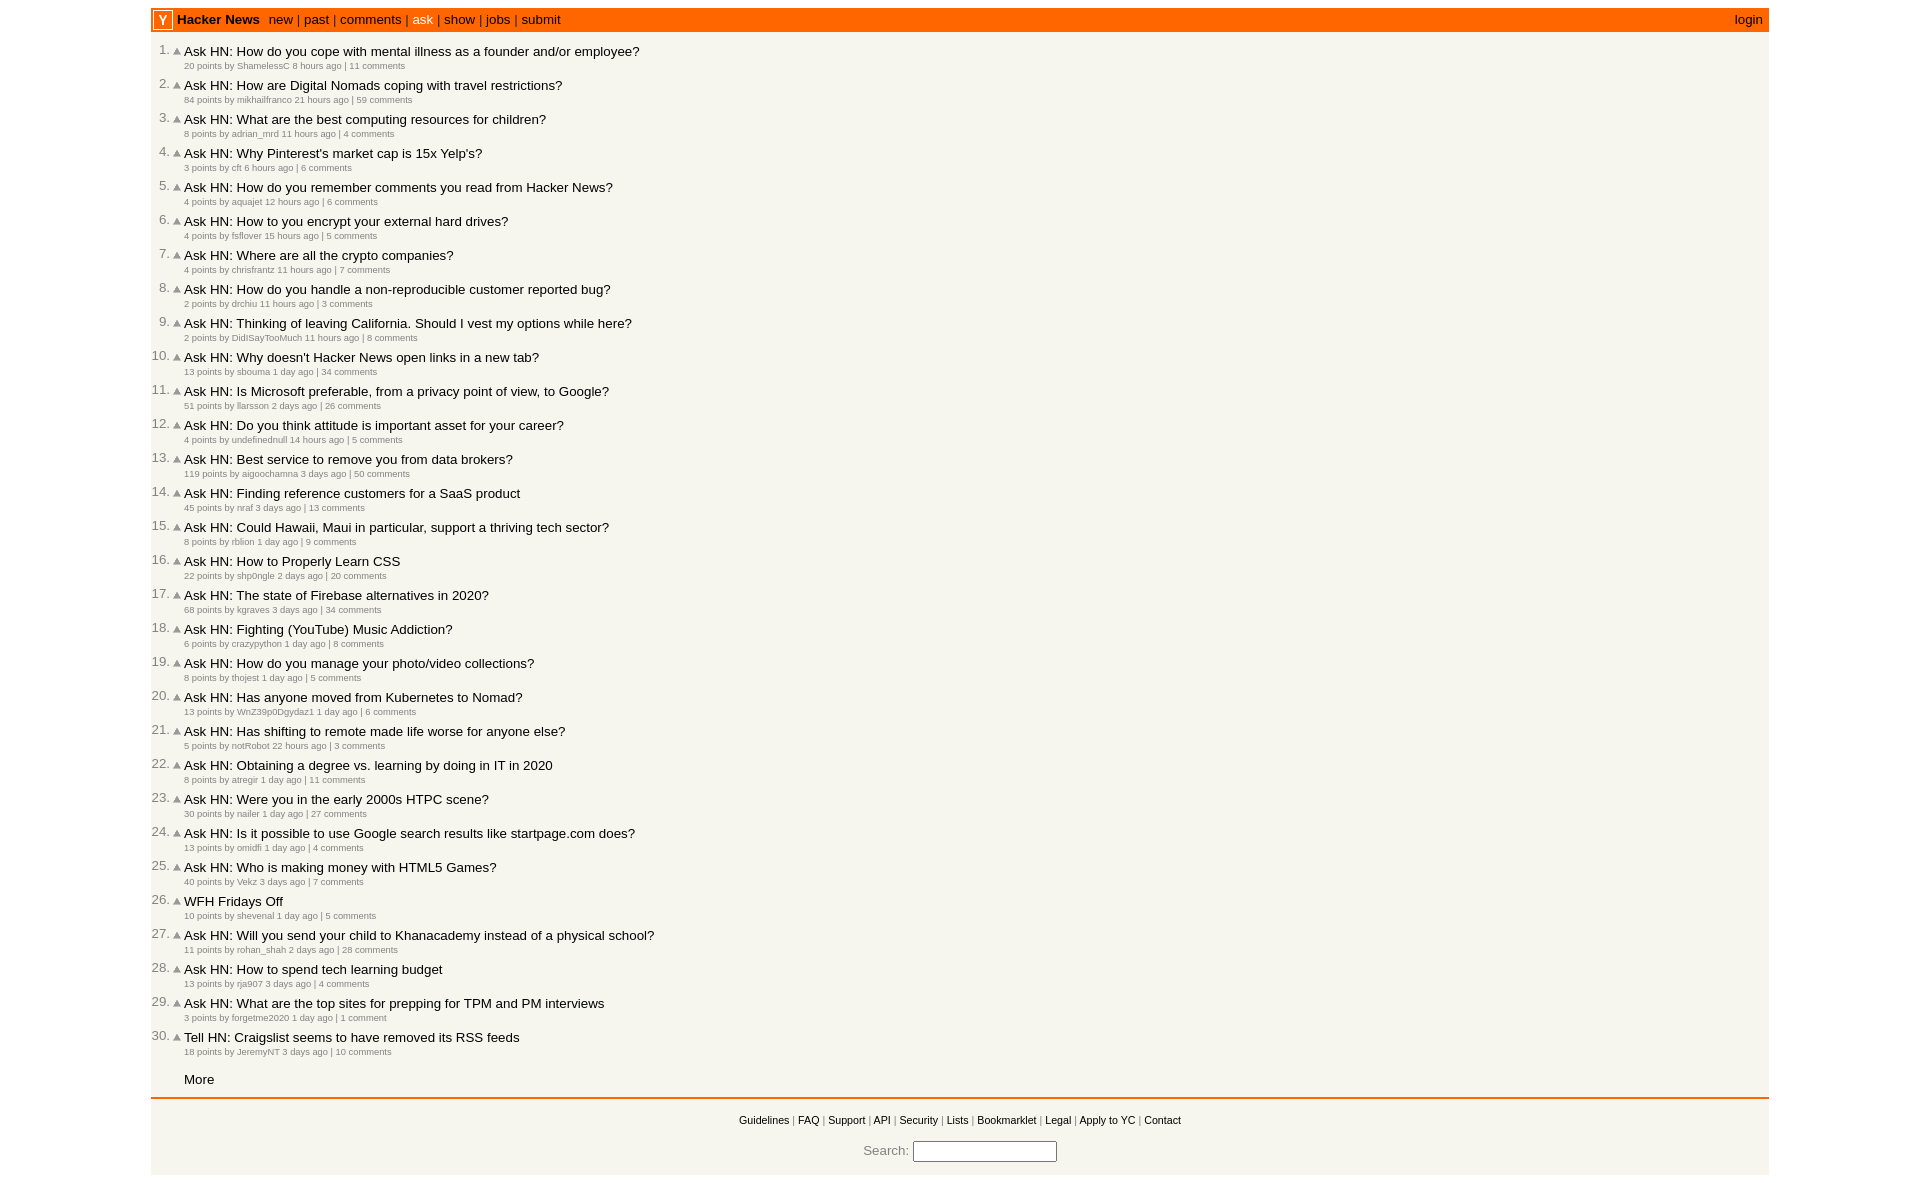 Y Hacker News new | past | comments | ask | show | jobs | submit login
1. Ask HN: How do you cope with mental illness as a founder and/or employee?
20 points by ShamelessC 8 hours ago | 11 comments
2. Ask HN: How are Digital Nomads coping with travel restrictions?
84 points by mikhailfranco 21 hours ago | 59 comments
3. Ask HN: What are the best computing resources for children?
8 points by adrian_mrd 11 hours ago | 4 comments
4. Ask HN: Why Pinterest's market cap is 15x Yelp's?
3 points by cft 6 hours ago | 6 comments
5. Ask HN: How do you remember comments you read from Hacker News?
4 points by aquajet 12 hours ago | 6 comments
6. Ask HN: How to you encrypt your external hard drives?
4 points by fsflover 15 hours ago | 5 comments
7. Ask HN: Where are all the crypto companies?
4 points by chrisfrantz 11 hours ago | 7 comments
8. Ask HN: How do you handle a non-reproducible customer reported bug?
2 points by drchiu 11 hours ago | 3 comments
9. Ask HN: Thinking of leaving California. Should I vest my options while here?
2 points by DidISayTooMuch 11 hours ago | 8 comments
10. Ask HN: Why doesn't Hacker News open links in a new tab?
13 points by sbouma 1 day ago | 34 comments
11. Ask HN: Is Microsoft preferable, from a privacy point of view, to Google?
51 points by llarsson 2 days ago | 26 comments
12. Ask HN: Do you think attitude is important asset for your career?
4 points by undefinednull 14 hours ago | 5 comments
13. Ask HN: Best service to remove you from data brokers?
119 points by aigoochamna 3 days ago | 50 comments
14. Ask HN: Finding reference customers for a SaaS product
45 points by nraf 3 days ago | 13 comments
15. Ask HN: Could Hawaii, Maui in particular, support a thriving tech sector?
8 points by rblion 1 day ago | 9 comments
16. Ask HN: How to Properly Learn CSS
22 points by shp0ngle 2 days ago | 20 comments
17. Ask HN: The state of Firebase alternatives in 2020?
68 points by kgraves 3 days ago | 34 comments
18. Ask HN: Fighting (YouTube) Music Addiction?
6 points by crazypython 1 day ago | 8 comments
19. Ask HN: How do you manage your photo/video collections?
8 points by thojest 1 day ago | 5 comments
20. Ask HN: Has anyone moved from Kubernetes to Nomad?
13 points by WnZ39p0Dgydaz1 1 day ago | 6 comments
21. Ask HN: Has shifting to remote made life worse for anyone else?
5 points by notRobot 22 hours ago | 3 comments
22. Ask HN: Obtaining a degree vs. learning by doing in IT in 2020
8 points by atregir 1 day ago | 11 comments
23. Ask HN: Were you in the early 2000s HTPC scene?
30 points by nailer 1 day ago | 27 comments
24. Ask HN: Is it possible to use Google search results like startpage.com does?
13 points by omidfi 1 day ago | 4 comments
25. Ask HN: Who is making money with HTML5 Games?
40 points by Vekz 3 days ago | 7 comments
26. WFH Fridays Off
10 points by shevenal 1 day ago | 5 comments
27. Ask HN: Will you send your child to Khanacademy instead of a physical school?
11 points by rohan_shah 2 days ago | 28 comments
28. Ask HN: How to spend tech learning budget
13 points by rja907 3 days ago | 4 comments
29. Ask HN: What are the top sites for prepping for TPM and PM interviews
3 points by forgetme2020 1 day ago | 1 comment
30. Tell HN: Craigslist seems to have removed its RSS feeds
18 points by JeremyNT 3 days ago | 10 comments
More
Guidelines | FAQ | Support | API | Security | Lists | Bookmarklet | Legal | Apply to YC | Contact
Search: